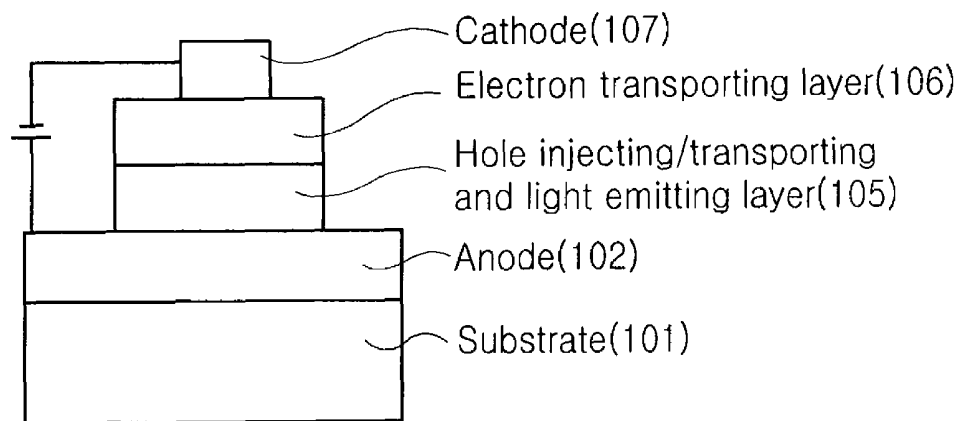 Cathode(107)
Electron transporting layer(106)
Hole injecting/transporting
and light emitting layer(105)
Anode(102)
Substrate(101)